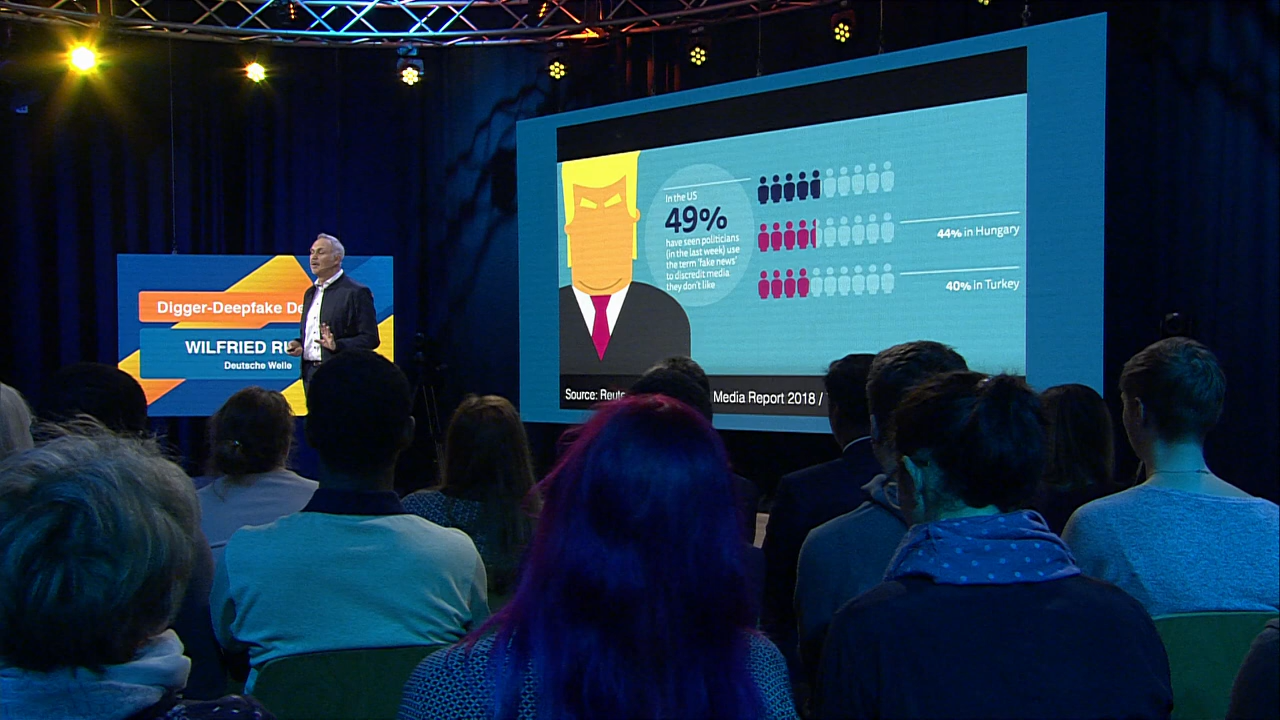 Digger-Deepfake De
WILFRIED RU
Deutsche Welle
In the US
49%
have seen politicians
(in the last week) use
the term 'fake news'
to discredit media
they don't like
44% in Hungary
40% in Turkey
Source: Reute Media Report 2018 /